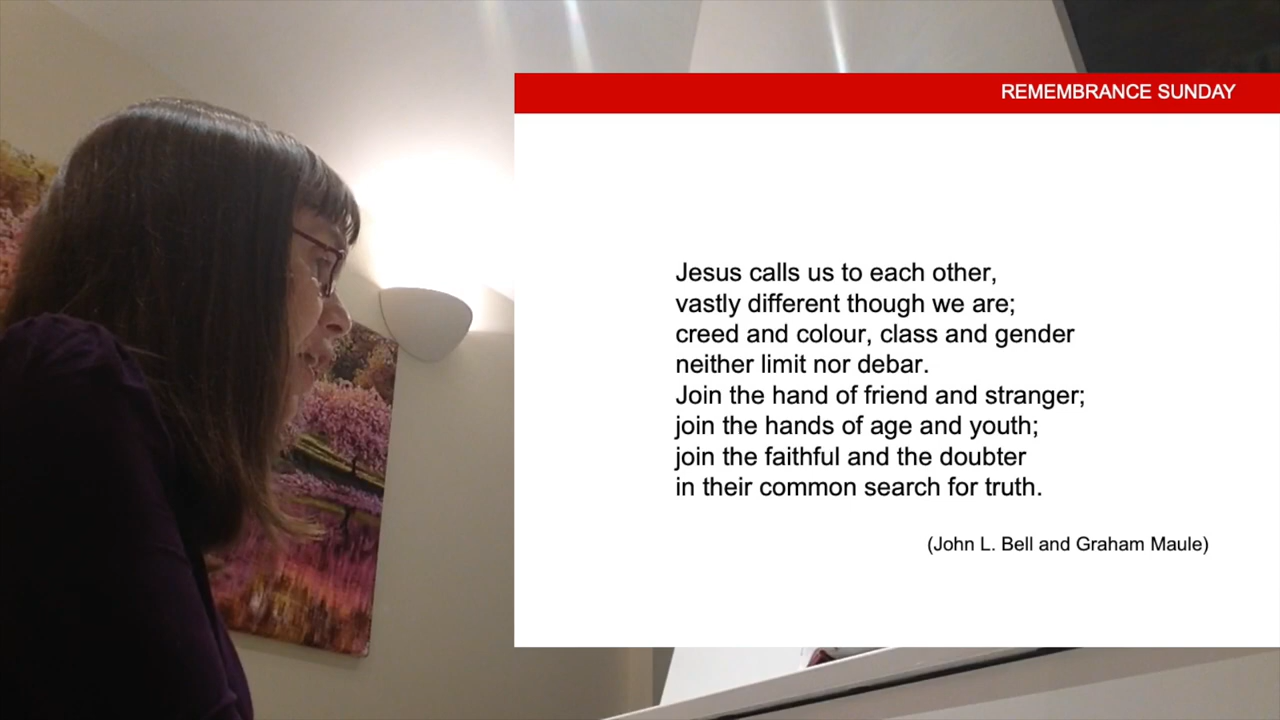 REMEMBRANCE SUNDAY
Jesus calls us to each other,
vastly different though we are;
creed and colour, class and gender
neither limit nor debar.
Join the hand of friend and stranger;
join the hands of age and youth;
join the faithful and the doubter
in their common search for truth.
(John L. Bell and Graham Maule)